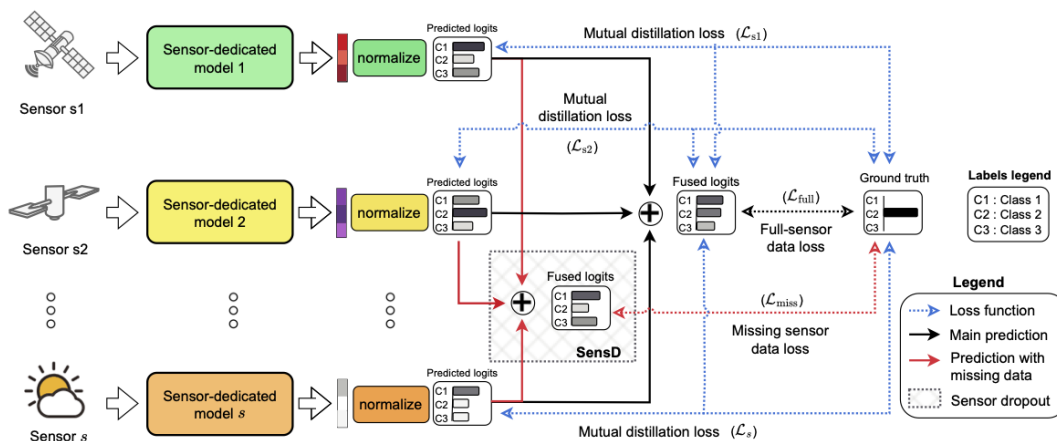 Predicted logits
Mutual distillation loss (ℒs1)
Sensor-dedicated
model 1
normalize
C1
C2
C3
Sensor s1
Mutual
distillation loss
(ℒs2)
Predicted logits
Sensor-dedicated
model 2
normalize
C1
C2
C3
Sensor s2
Fused logits
C1
C2
C3
(ℒfull)
Full-sensor
data loss
Ground truth
C1
C2
C3
Labels legend
C1 : Class 1
C2 : Class 2
C3 : Class 3
Fused logits
C1
C2
C3
SensD
(ℒmiss)
Missing sensor
data loss
Legend
Loss function
Main prediction
Prediction with
missing data
Sensor dropout
Predicted logits
Sensor-dedicated
model s
normalize
C1
C2
C3
Sensor s
Mutual distillation loss (ℒs)